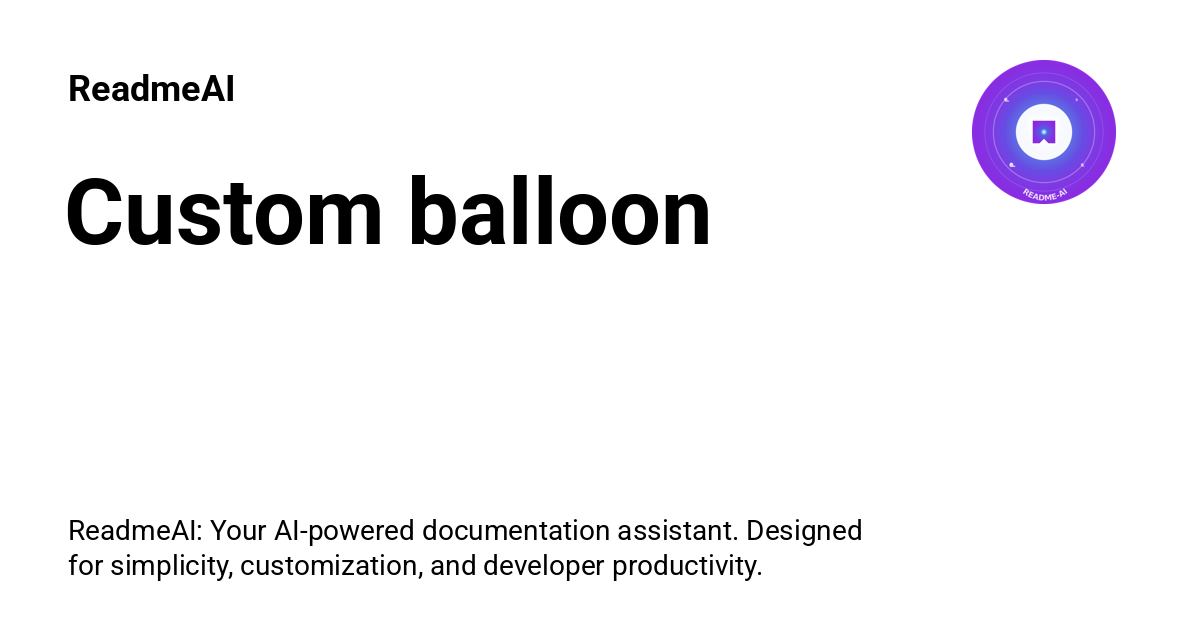 ReadmeAI
README-AI
Custom balloon
ReadmeAI: Your AI-powered documentation assistant. Designed
for simplicity, customization, and developer productivity.